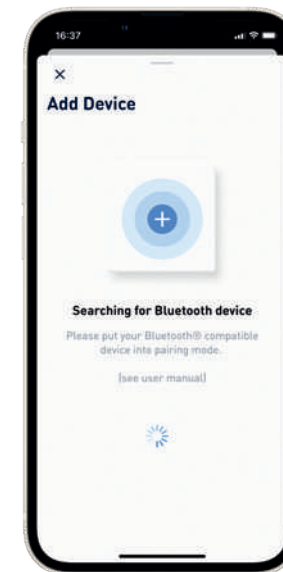 16:37
Add Device
Searching for Bluetooth device
Please put your Bluetooth® compatible
device into pairing mode.
(see user manual)